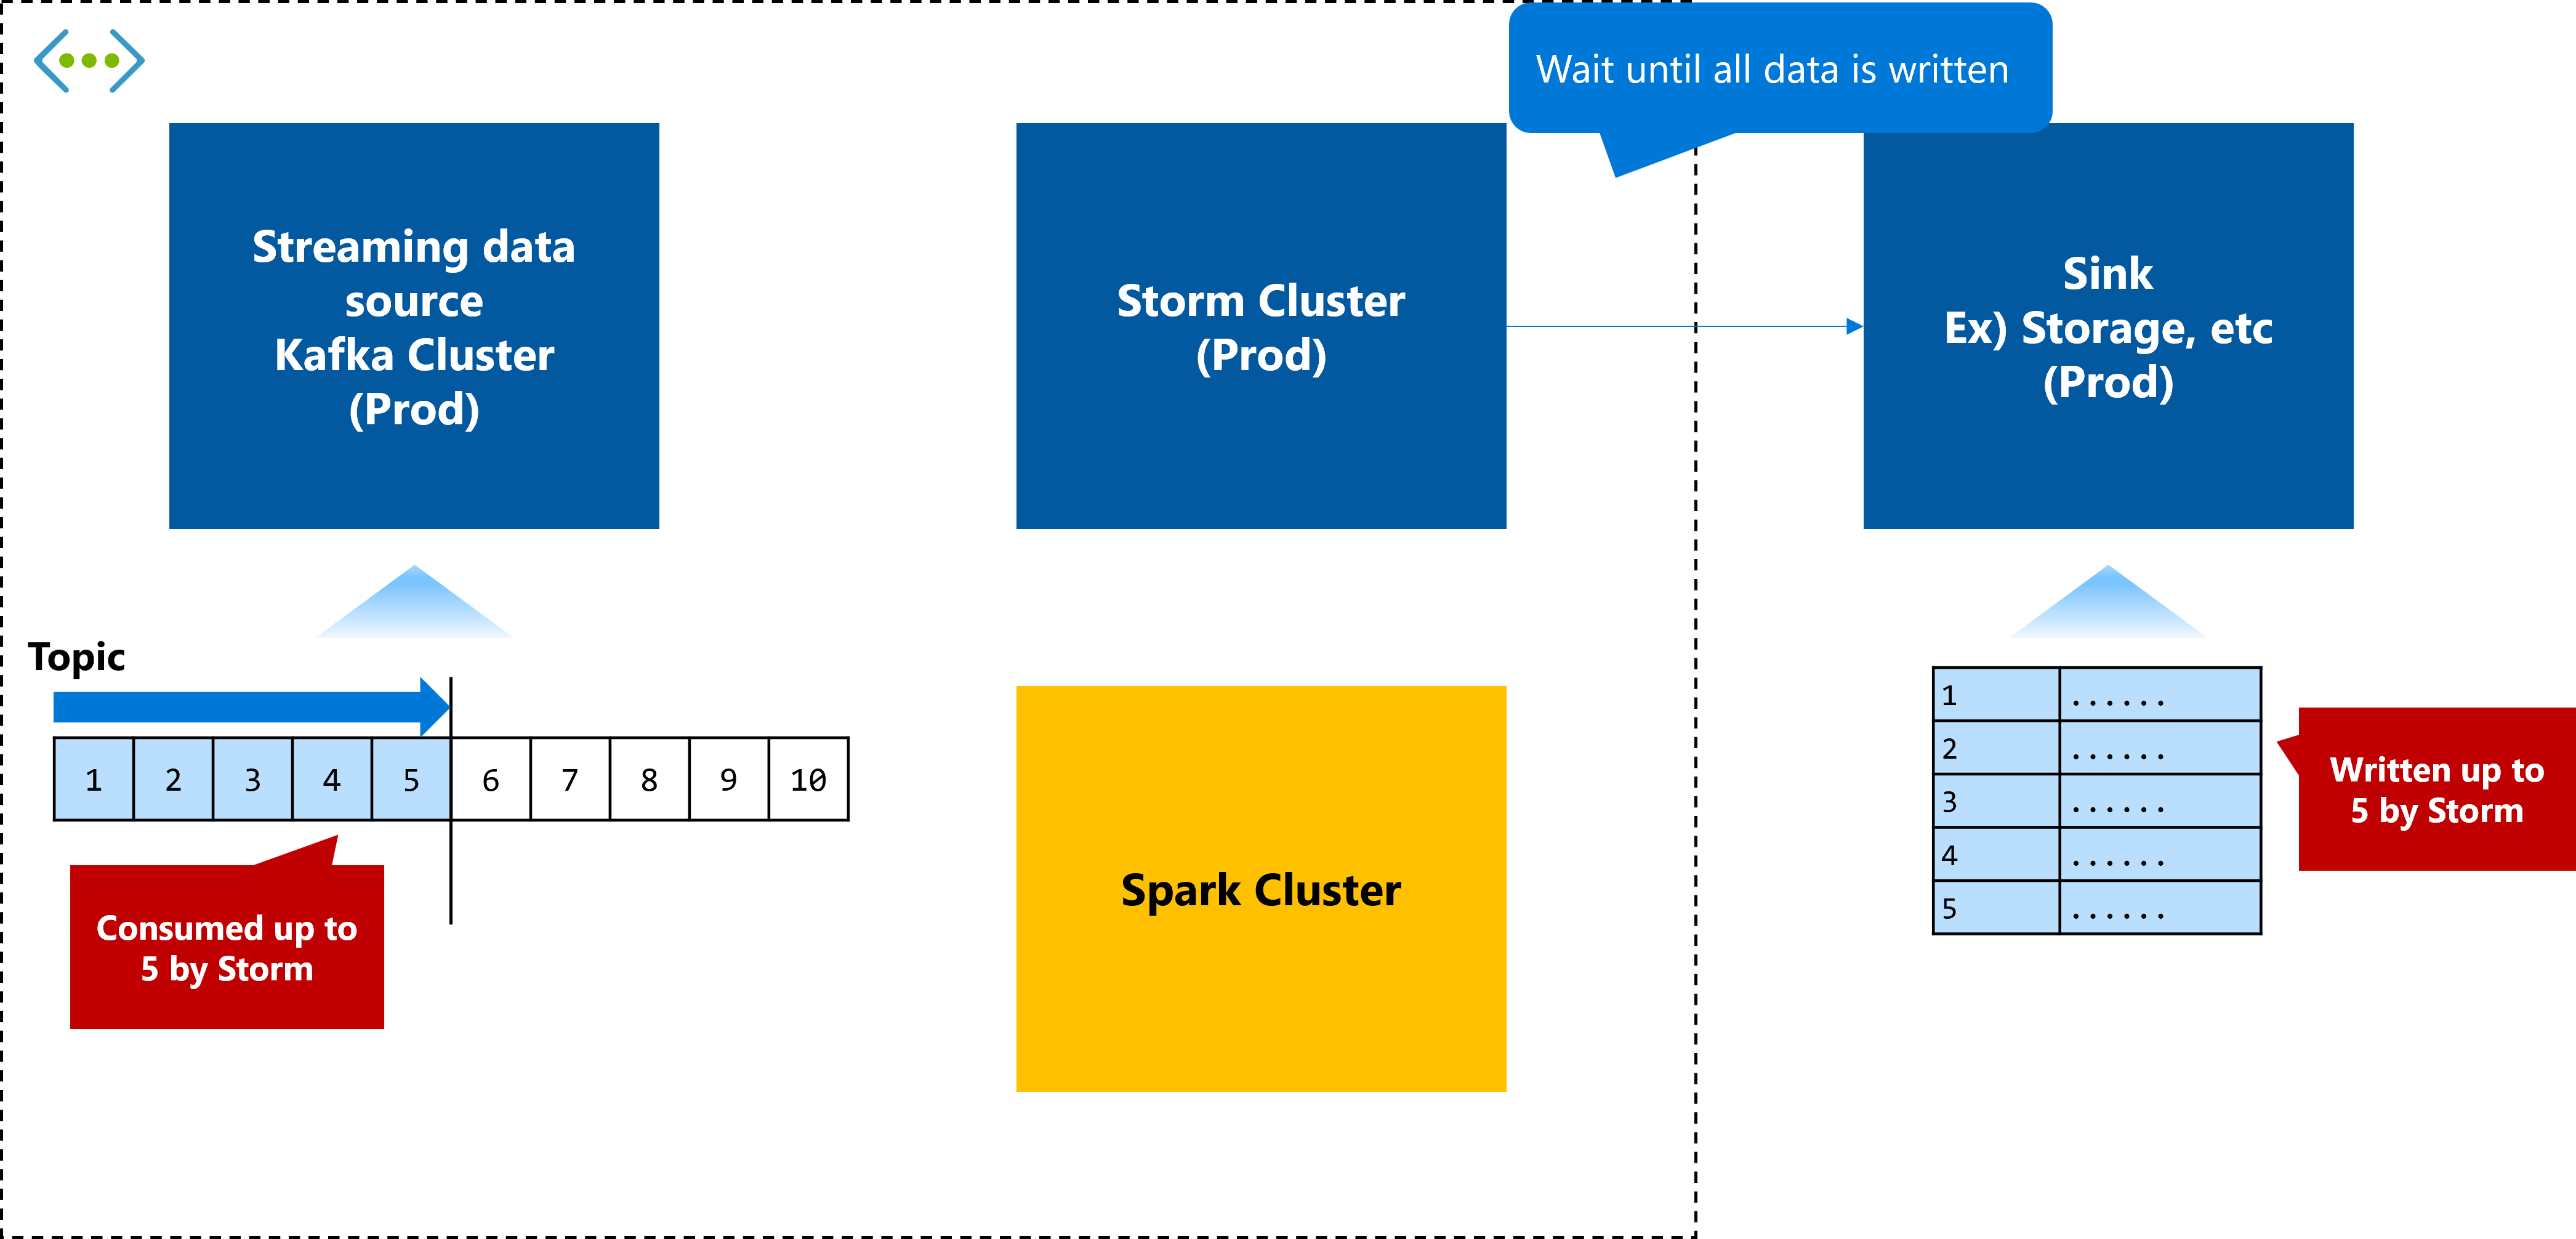 Wait until all data is written
Streaming data
source
Kafka Cluster
(Prod)
Storm Cluster
(Prod)
Sink
Ex) Storage, etc
(Prod)
Topic
1 2 3 4 5 6 7 8 9 10
Consumed up to
5 by Storm
Spark Cluster
1 ......
2 ......
3 ......
4 ......
5 ......
Written up to
5 by Storm